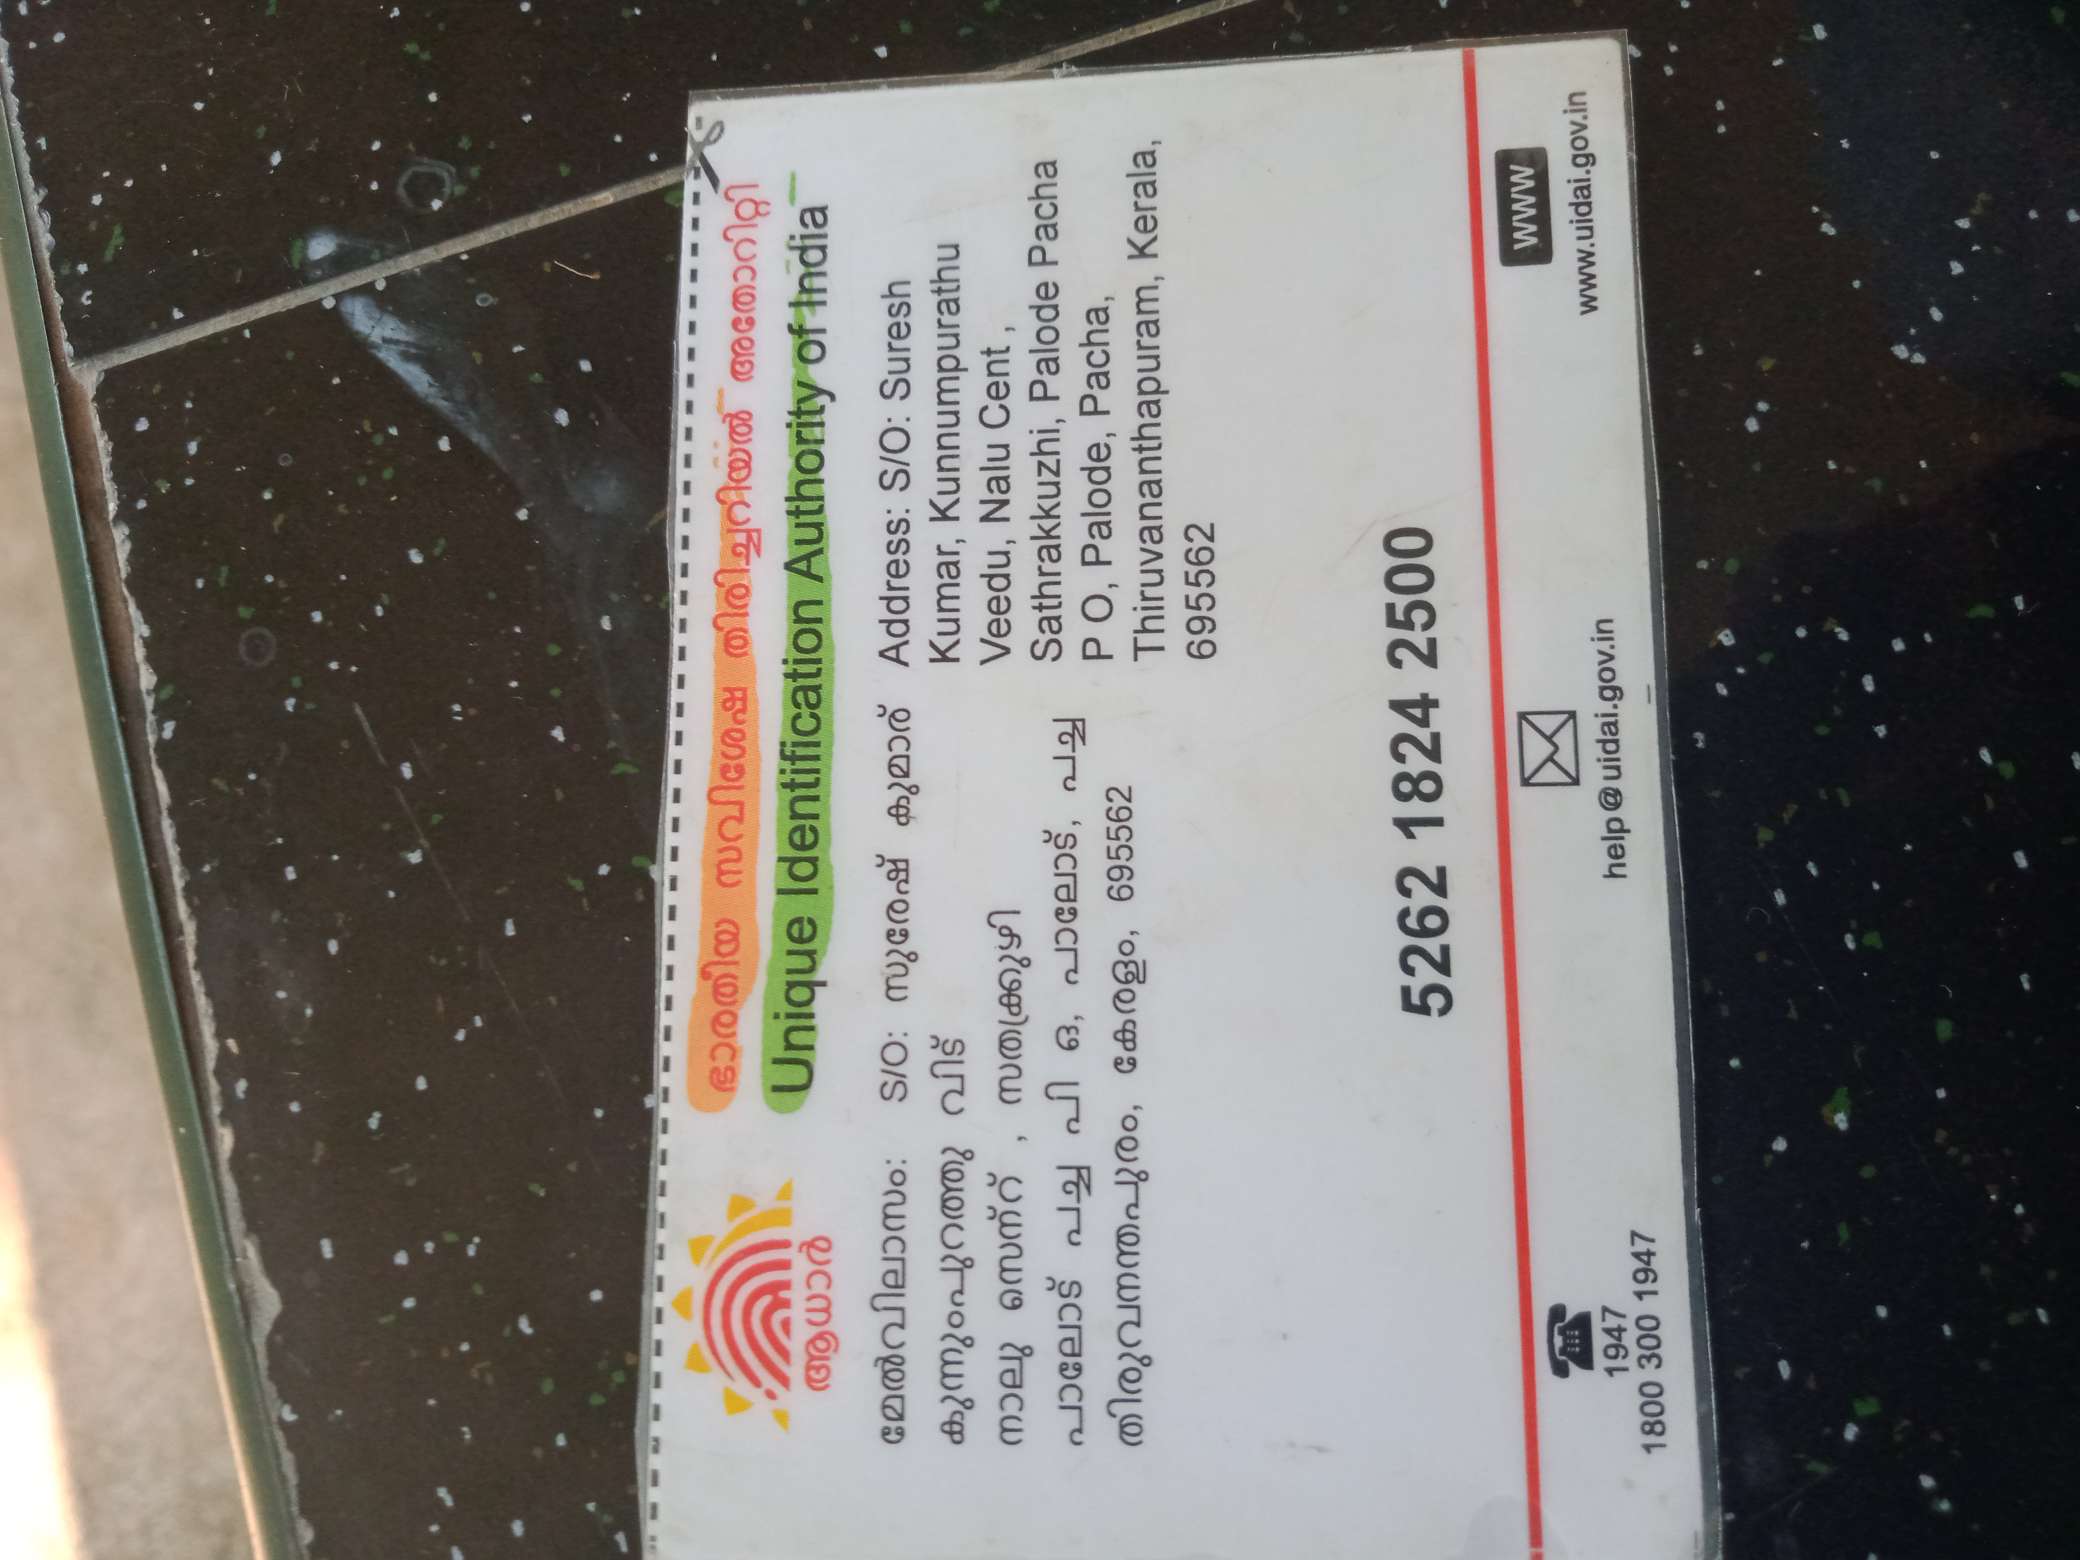 ഭാരതീയ സവിശേഷ തിരിച്ചറിയൽ അതോറിറ്റി
Unique Identification Authority of India
ആധാർ
മേൽവിലാസം: S/O: സുരേഷ് കുമാര്
കുന്നുംപുറത്തു വിട്
നാലു സെന്ന്റ് , സത്രക്കുഴി
പാലോട് പച്ച പി ഒ, പാലോട്, പച്ച
തിരുവനന്തപുരം, കേരളം, 695562
Address: S/O: Suresh
Kumar, Kunnumpurathu
Veedu, Nalu Cent ,
Sathrakkuzhi, Palode Pacha
P O, Palode, Pacha,
Thiruvananthapuram, Kerala,
695562
5262 1824 2500
1947
1800 300 1947
help@uidai.gov.in
WWW
www.uidai.gov.in